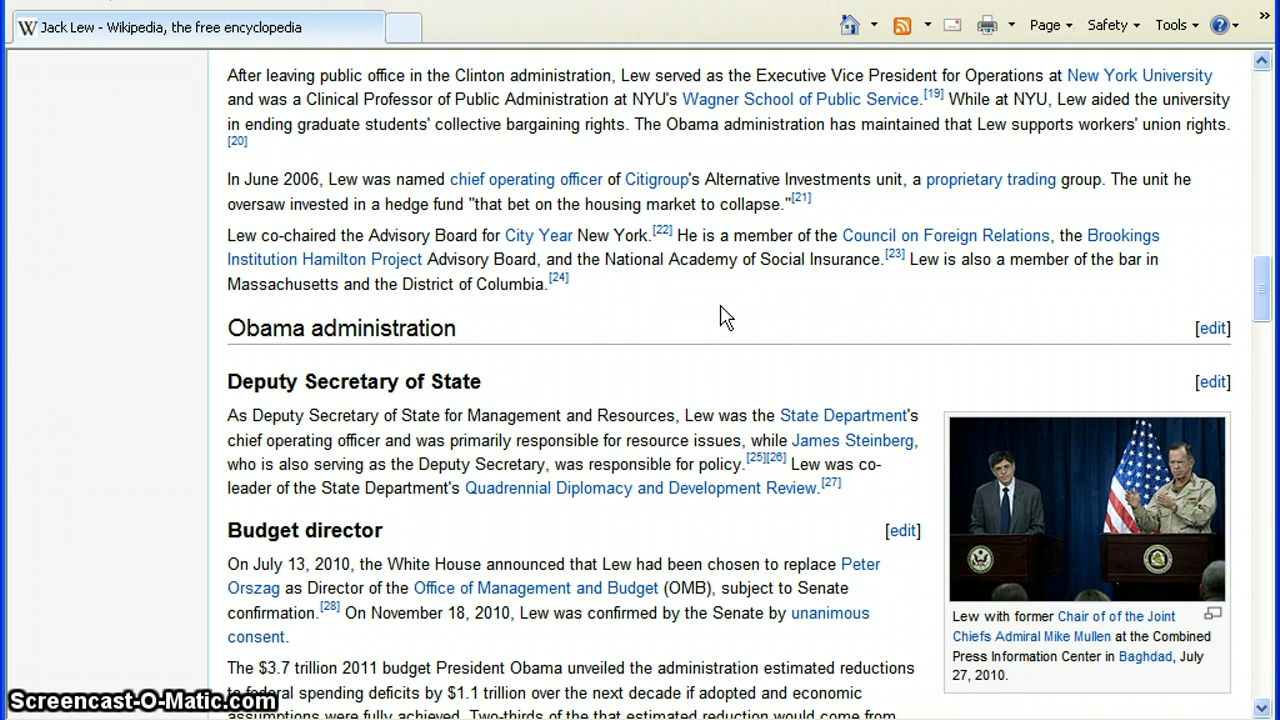 Jack Lew - Wikipedia, the free encyclopedia
Page
Safety
Tools
After leaving public office in the Clinton administration, Lew served as the Executive Vice President for Operations at New York University
and was a Clinical Professor of Public Administration at NYU's Wagner School of Public Service.[19] While at NYU, Lew aided the university
in ending graduate students' collective bargaining rights. The Obama administration has maintained that Lew supports workers' union rights.
[20]
In June 2006, Lew was named chief operating officer of Citigroup's Alternative Investments unit, a proprietary trading group. The unit he
oversaw invested in a hedge fund "that bet on the housing market to collapse."[21]
Lew co-chaired the Advisory Board for City Year New York.[22] He is a member of the Council on Foreign Relations, the Brookings
Institution Hamilton Project Advisory Board, and the National Academy of Social Insurance.[23] Lew is also a member of the bar in
Massachusetts and the District of Columbia.[24]
Obama administration [edit]
Deputy Secretary of State [edit]
As Deputy Secretary of State for Management and Resources, Lew was the State Department's
chief operating officer and was primarily responsible for resource issues, while James Steinberg,
who is also serving as the Deputy Secretary, was responsible for policy.[25][26] Lew was co-
leader of the State Department's Quadrennial Diplomacy and Development Review.[27]
Budget director [edit]
On July 13, 2010, the White House announced that Lew had been chosen to replace Peter
Orszag as Director of the Office of Management and Budget (OMB), subject to Senate
confirmation.[28] On November 18, 2010, Lew was confirmed by the Senate by unanimous
consent.
The $3.7 trillion 2011 budget President Obama unveiled the administration estimated reductions
to federal spending deficits by $1.1 trillion over the next decade if adopted and economic
assumptions were fully achieved. Two-thirds of the that estimated reduction would come from
Lew with former Chair of of the Joint
Chiefs Admiral Mike Mullen at the Combined
Press Information Center in Baghdad, July
27, 2010.
Screencast-O-Matic.com